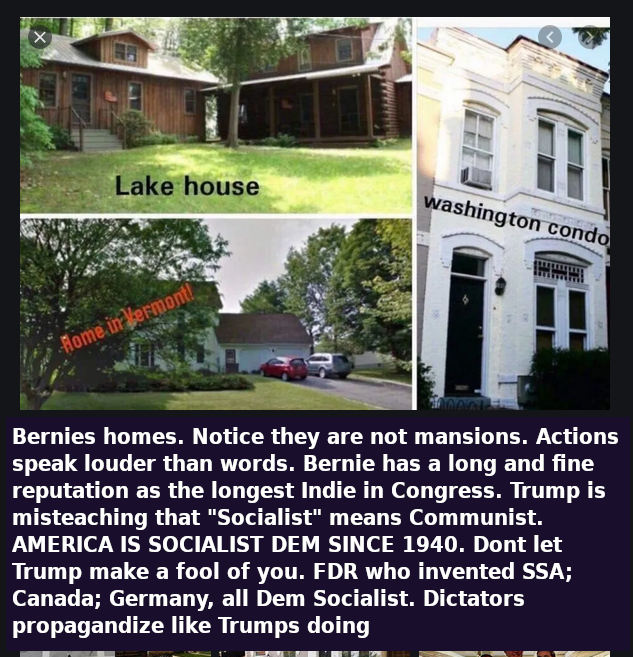 Lake house
washington condo
Home in Vermont!
Bernies homes. Notice they are not mansions. Actions
speak louder than words. Bernie has a long and fine
reputation as the longest Indie in Congress. Trump is
misteaching that "Socialist" means Communist.
AMERICA IS SOCIALIST DEM SINCE 1940. Dont let
Trump make a fool of you. FDR who invented SSA;
Canada; Germany, all Dem Socialist. Dictators
propagandize like Trumps doing